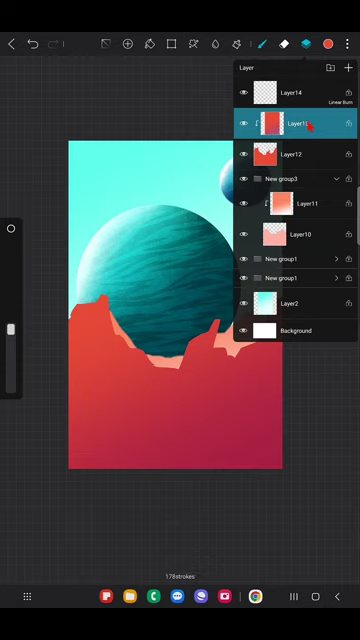 Layer
Layer14
Linear Burn
Layer12
New group3
Layer11
Layer10
New group1
New group1
Layer2
Background
178strokes